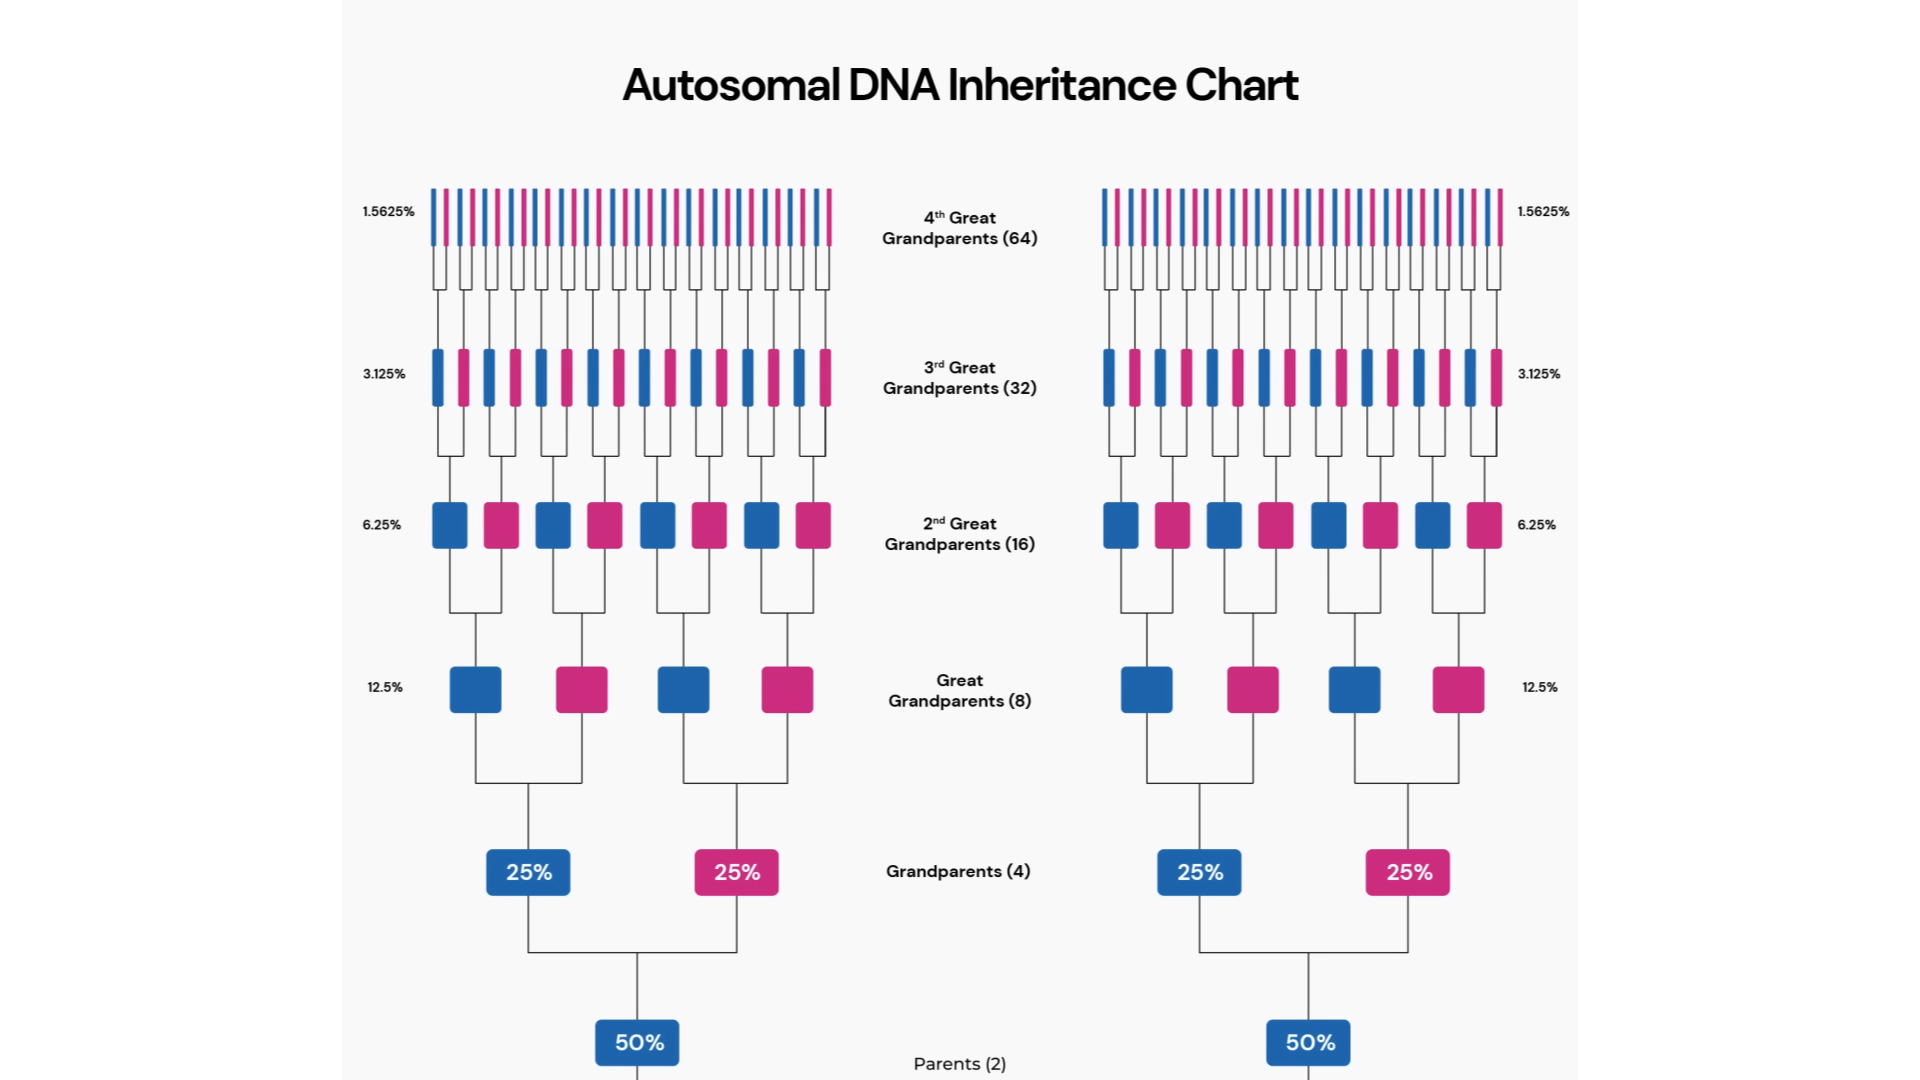 Autosomal DNA Inheritance Chart
1.5625%
4th Great
Grandparents (64)
1.5625%
3.125%
3rd Great
Grandparents (32)
3.125%
6.25%
2nd Great
Grandparents (16)
6.25%
12.5%
Great
Grandparents (8)
12.5%
25%
25%
Grandparents (4)
25%
25%
50%
Parents (2)
50%